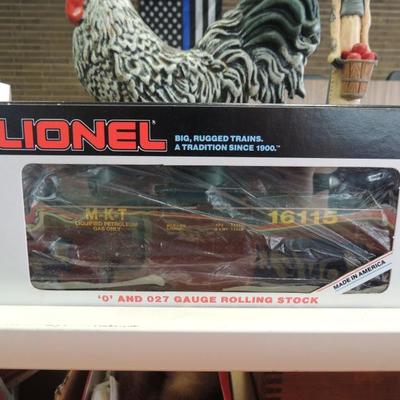 LIONEL
BIG, RUGGED TRAINS.
A TRADITION SINCE 1900.™
M-K-T
LIQUIFIED PETROLEUM
GAS ONLY
16115
MADE IN AMERICA
'O' AND 027 GAUGE ROLLING STOCK